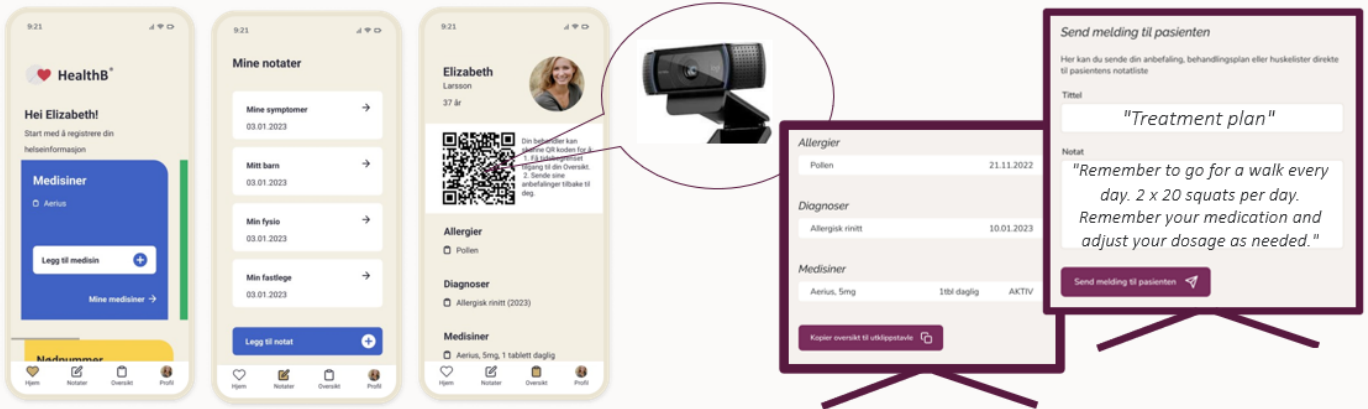 9:21
HealthB
Hei Elizabeth!
Start med å registrere din
helseinformasjon
Medisiner
Aerius
Legg til medisin
Mine medisiner →
Nødnummer
Hjem
Notater
Oversikt
Profil
9:21
Mine notater
Mine symptomer
03.01.2023
Mitt barn
03.01.2023
Min fysio
03.01.2023
Min fastlege
03.01.2023
Legg til notat
Hjem
Notater
Oversikt
Profil
9:21
Elizabeth
Larsson
37 år
Din behandler kan
skanne QR koden for å:
1. Få tidsbegrenset
tilgang til din Oversikt.
2. Sende sine
anbefalinger tilbake til
deg.
Allergier
Pollen
Diagnoser
Allergisk rinitt (2023)
Medisiner
Aerius, 5mg, 1 tablett daglig
Hjem
Notater
Oversikt
Profil
Allergier
Pollen 21.11.2022
Diagnoser
Allergisk rinitt 10.01.2023
Medisiner
Aerius, 5mg 1tbl daglig AKTIV
Kopier oversikt til utklippstavle
Send melding til pasienten
Her kan du sende din anbefaling, behandlingsplan eller huskelister direkte
til pasientens notatliste
Tittel
"Treatment plan"
Notat
"Remember to go for a walk every
day. 2 x 20 squats per day.
Remember your medication and
adjust your dosage as needed."
Send melding til pasienten